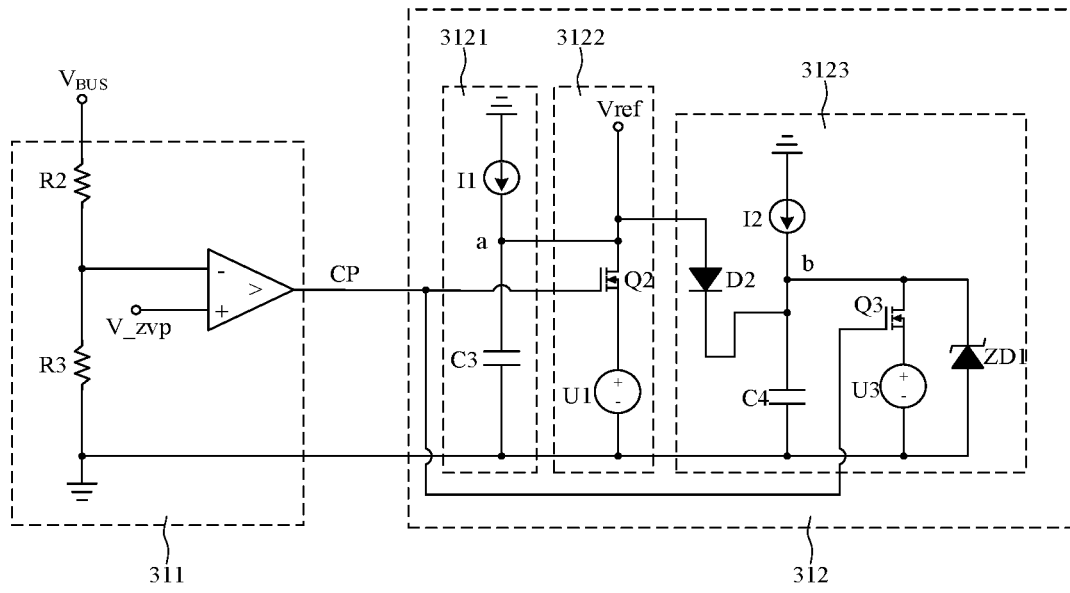 3121
3122
3123
V_BUS
Vref
R2
I1
I2
a
b
-
>
+
CP
Q2
D2
Q3
V_zvp
R3
C3
U1
+
-
C4
U3
+
-
ZD1
311
312